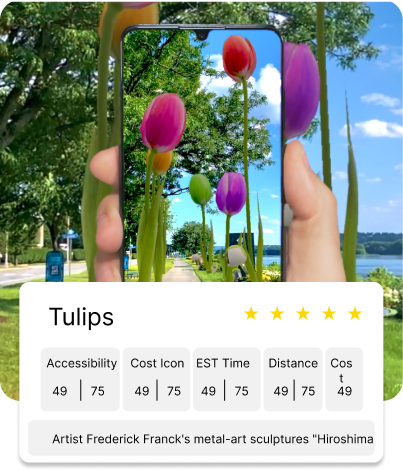 Tulips
Accessibility Cost Icon EST Time Distance Cos
t
49 75 49 75 49 75 49 75 49
Artist Frederick Franck's metal-art sculptures "Hiroshima